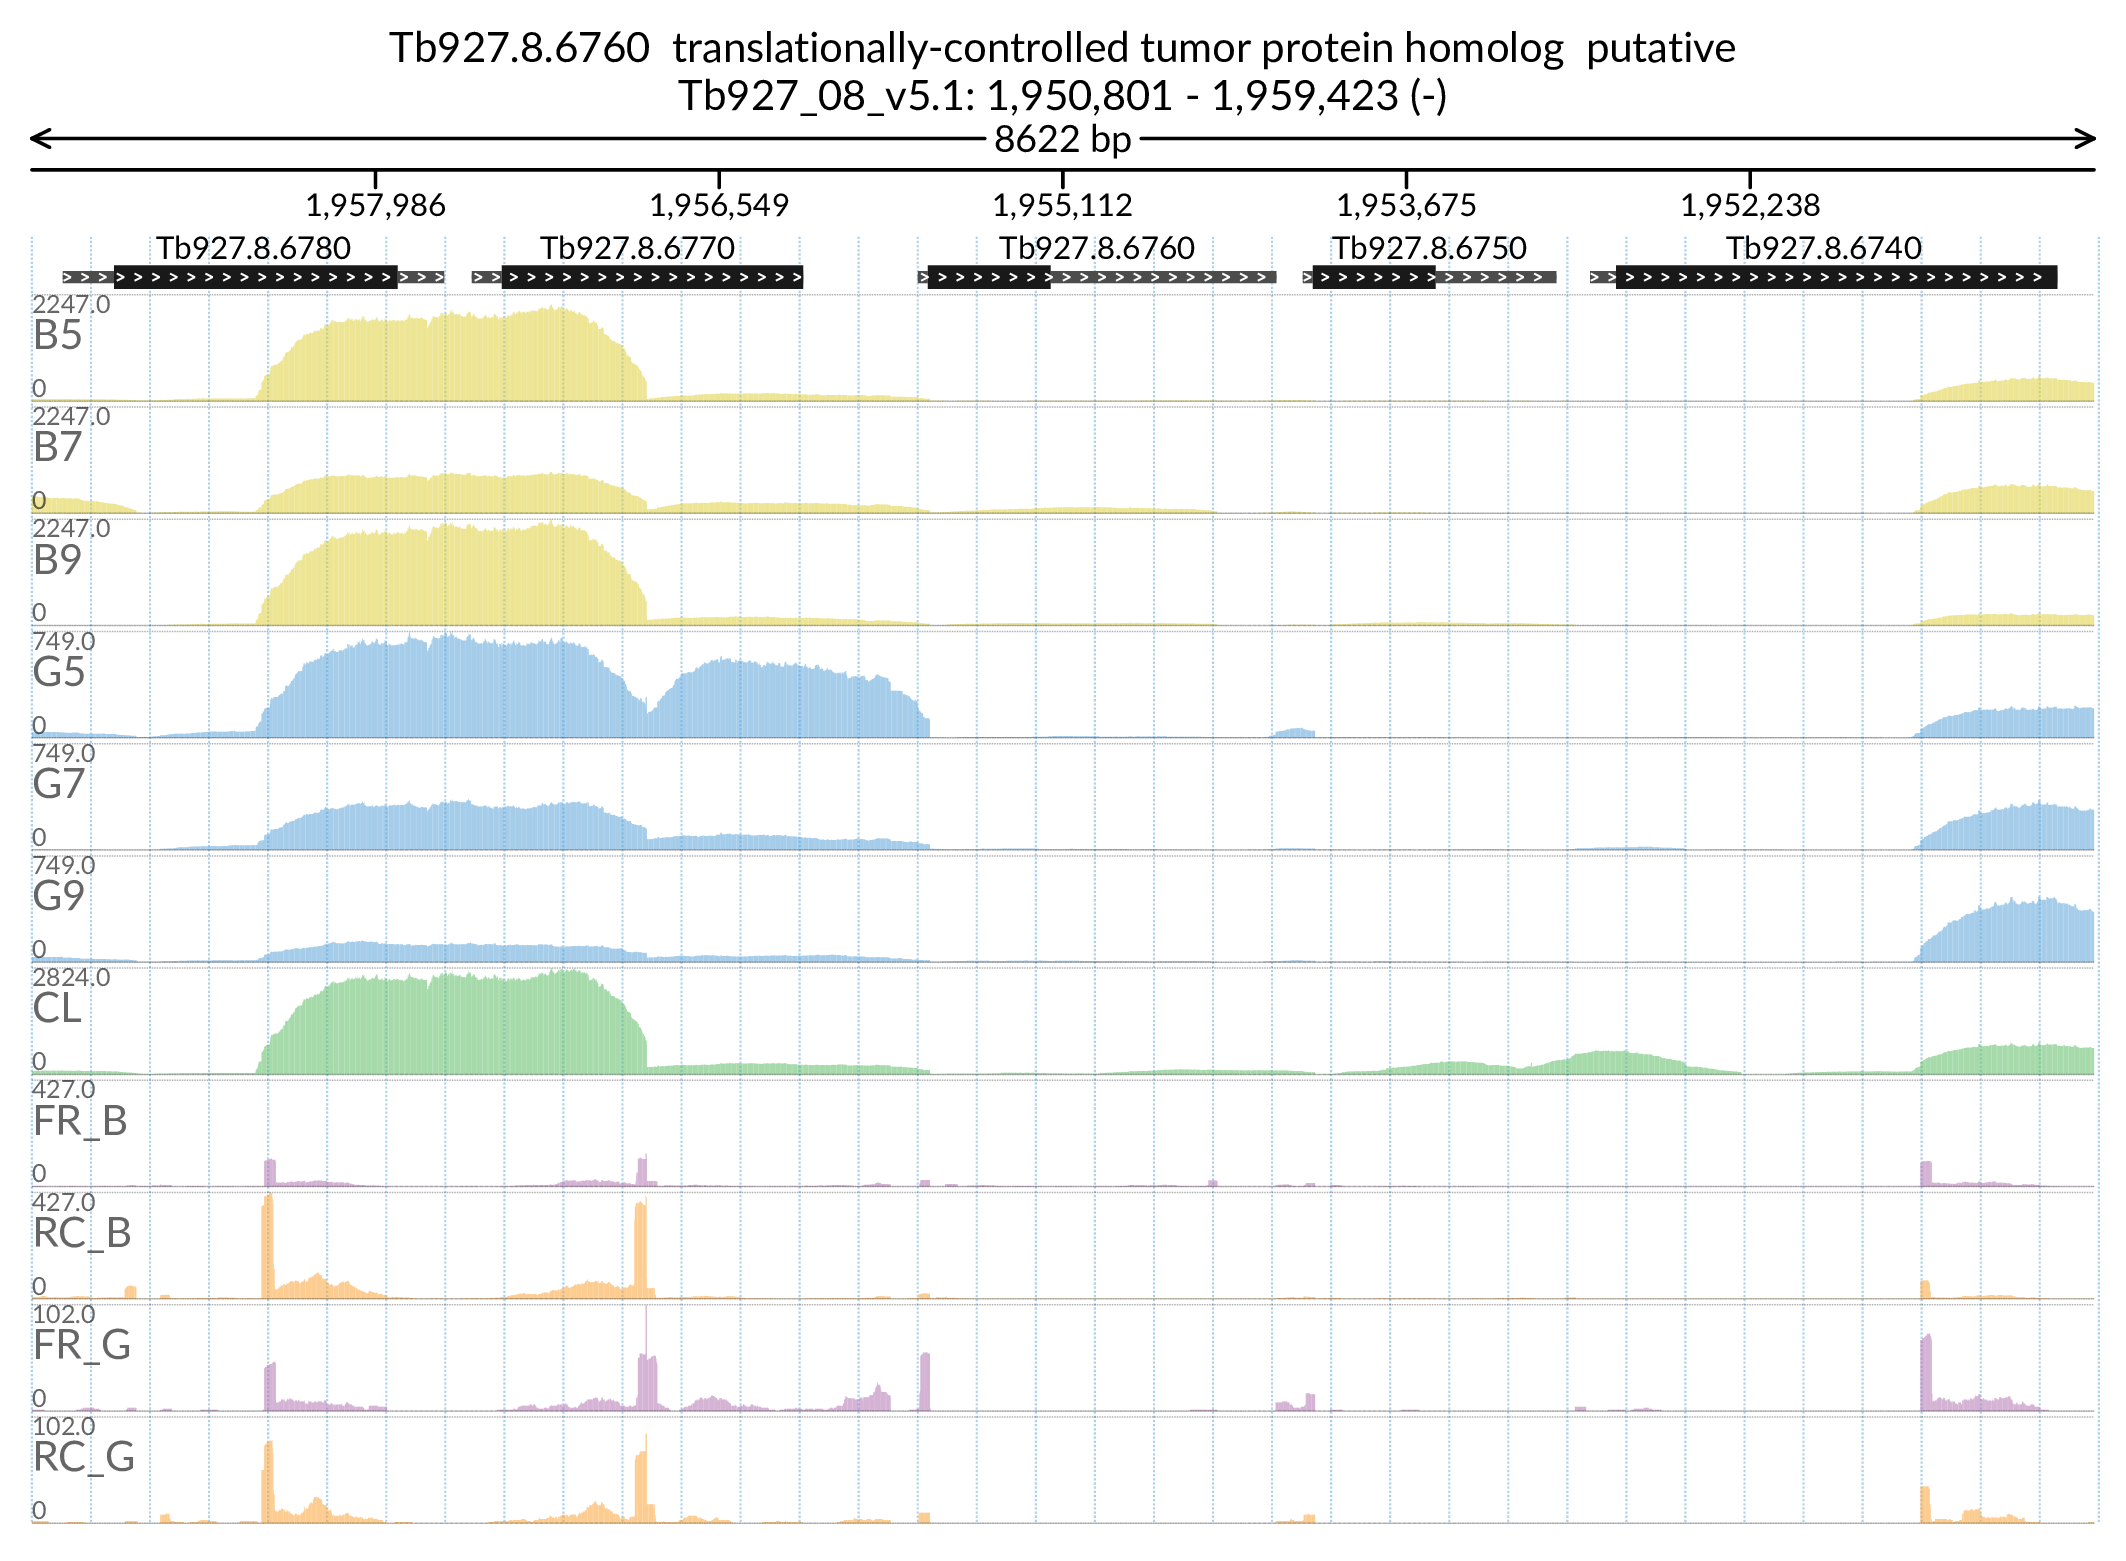 Tb927.8.6760 translationally-controlled tumor protein homolog putative
Tb927_08_v5.1: 1,950,801 - 1,959,423 (-)
8622 bp
1,957,986 1,956,549 1,955,112 1,953,675 1,952,238
Tb927.8.6780 Tb927.8.6770 Tb927.8.6760 Tb927.8.6750 Tb927.8.6740
2247.0
B5
0
2247.0
B7
0
2247.0
B9
0
749.0
G5
0
749.0
G7
0
749.0
G9
0
2824.0
CL
0
427.0
FR_B
0
427.0
RC_B
0
102.0
FR_G
0
102.0
RC_G
0